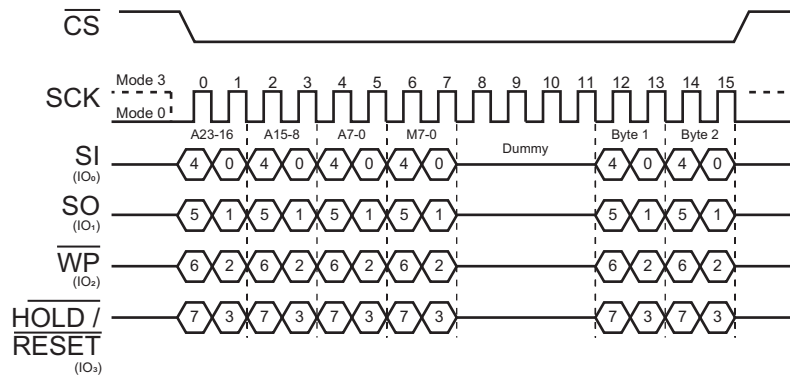 CS
Mode 3
0 1 2 3 4 5 6 7 8 9 10 11 12 13 14 15
SCK
Mode 0
A23-16 A15-8 A7-0 M7-0 Dummy Byte 1 Byte 2
SI 4 0 4 0 4 0 4 0 4 0 4 0
(IO₀)
SO 5 1 5 1 5 1 5 1 5 1 5 1
(IO₁)
WP 6 2 6 2 6 2 6 2 6 2 6 2
(IO₂)
HOLD / 7 3 7 3 7 3 7 3 7 3 7 3
RESET
(IO₃)